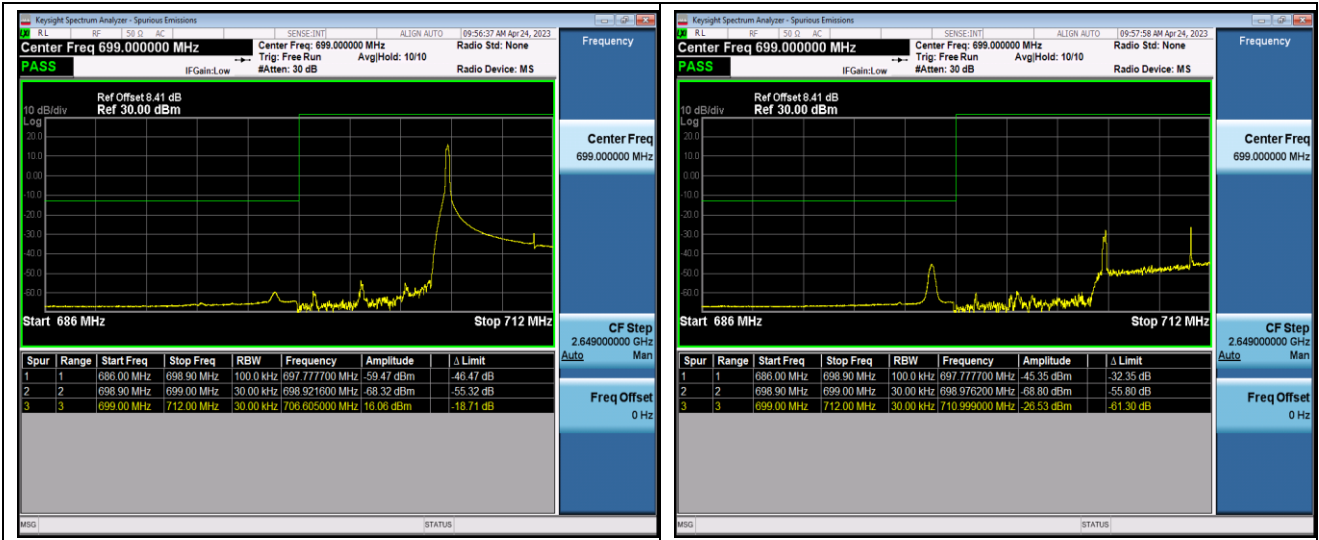 Keysight Spectrum Analyzer - Spurious Emissions
RL RF 50 Ω AC SENSE:INT ALIGN AUTO 09:56:37 AM Apr 24, 2023
Center Freq 699.000000 MHz
Center Freq: 699.000000 MHz
Radio Std: None
Trig: Free Run Avg|Hold: 10/10
PASS
IFGain:Low
#Atten: 30 dB
Radio Device: MS
Ref Offset 8.41 dB
10 dB/div Ref 30.00 dBm
Log
20.0
10.0
0.00
-10.0
-20.0
-30.0
-40.0
-50.0
-60.0
Start 686 MHz Stop 712 MHz
Spur Range Start Freq Stop Freq RBW Frequency Amplitude Δ Limit
1 1 686.00 MHz 698.90 MHz 100.0 kHz 697.777700 MHz -59.47 dBm -46.47 dB
2 2 698.90 MHz 699.00 MHz 30.00 kHz 698.921600 MHz -68.32 dBm -55.32 dB
3 3 699.00 MHz 712.00 MHz 30.00 kHz 706.605000 MHz 16.06 dBm -18.71 dB
MSG STATUS
Frequency
Center Freq
699.000000 MHz
CF Step
2.649000000 GHz
Auto Man
Freq Offset
0 Hz
Keysight Spectrum Analyzer - Spurious Emissions
RL RF 50 Ω AC SENSE:INT ALIGN AUTO 09:57:58 AM Apr 24, 2023
Center Freq 699.000000 MHz
Center Freq: 699.000000 MHz
Radio Std: None
Trig: Free Run Avg|Hold: 10/10
PASS
IFGain:Low
#Atten: 30 dB
Radio Device: MS
Ref Offset 8.41 dB
10 dB/div Ref 30.00 dBm
Log
20.0
10.0
0.00
-10.0
-20.0
-30.0
-40.0
-50.0
-60.0
Start 686 MHz Stop 712 MHz
Spur Range Start Freq Stop Freq RBW Frequency Amplitude Δ Limit
1 1 686.00 MHz 698.90 MHz 100.0 kHz 697.777700 MHz -45.35 dBm -32.35 dB
2 2 698.90 MHz 699.00 MHz 30.00 kHz 698.976200 MHz -68.80 dBm -55.80 dB
3 3 699.00 MHz 712.00 MHz 30.00 kHz 710.999000 MHz -26.53 dBm -61.30 dB
MSG STATUS
Frequency
Center Freq
699.000000 MHz
CF Step
2.649000000 GHz
Auto Man
Freq Offset
0 Hz